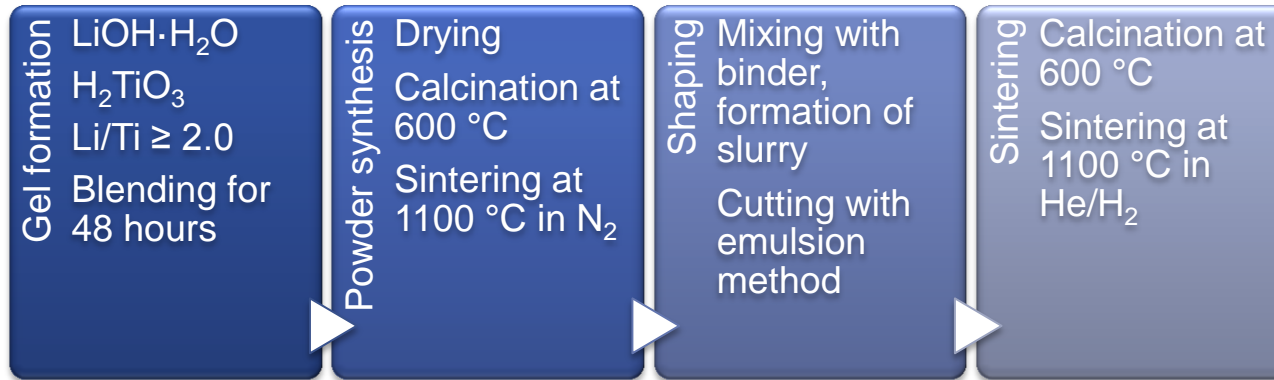 Gel formation
LiOH·H₂O
H₂TiO₃
Li/Ti ≥ 2.0
Blending for
48 hours
Powder synthesis
Drying
Calcination at
600 °C
Sintering at
1100 °C in N₂
Shaping
Mixing with
binder,
formation of
slurry
Cutting with
emulsion
method
Sintering
Calcination at
600 °C
Sintering at
1100 °C in
He/H₂